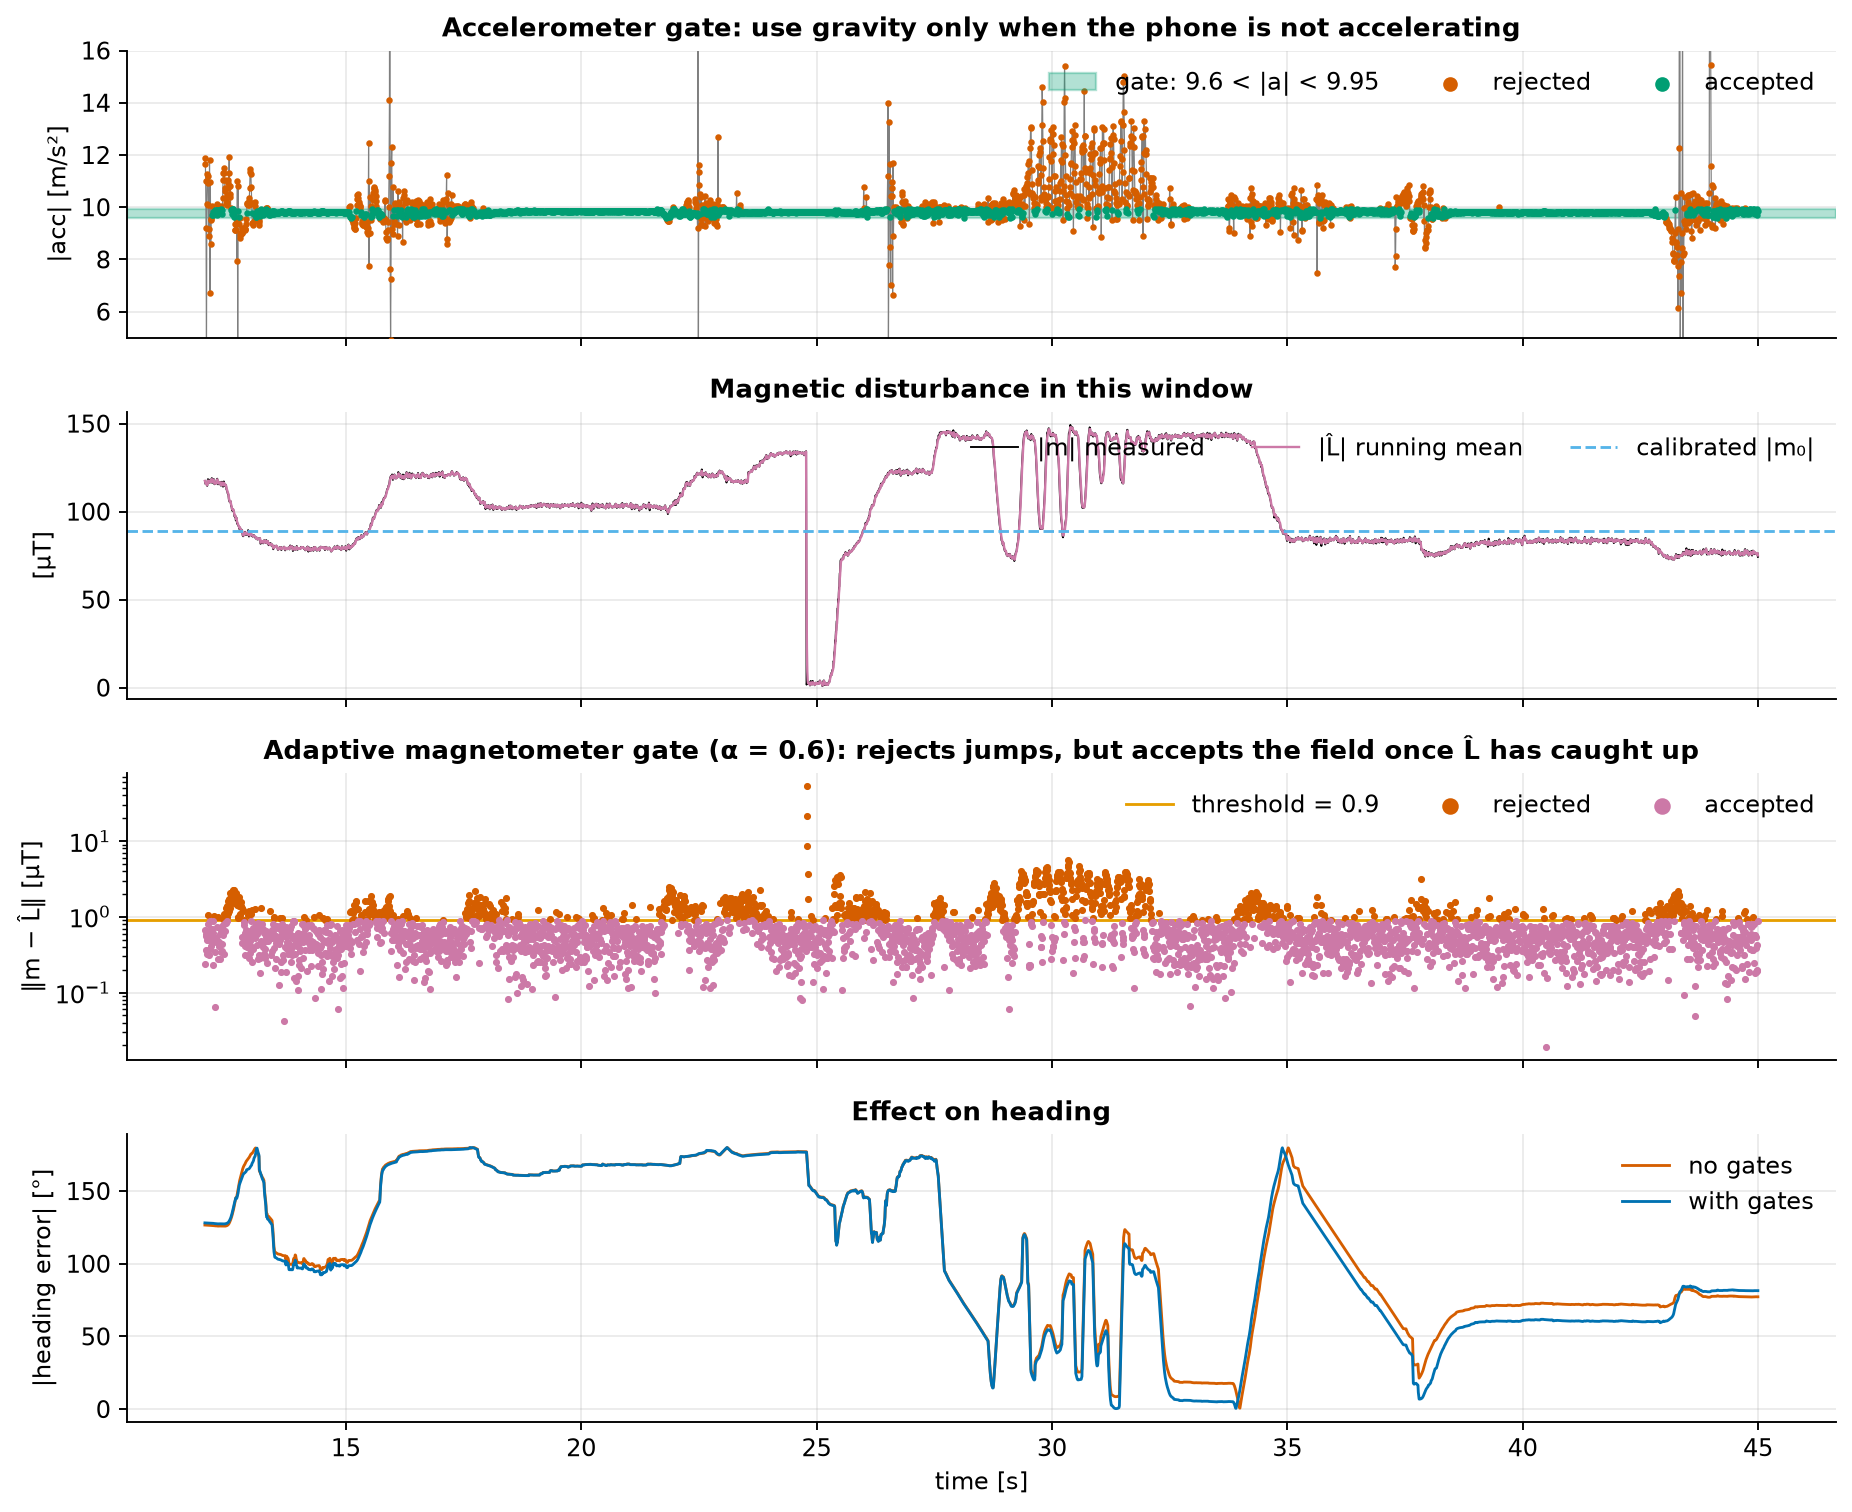 Accelerometer gate: use gravity only when the phone is not accelerating
|acc| [m/s²]
16
14
12
10
8
6
gate: 9.6 < |a| < 9.95
rejected
accepted
Magnetic disturbance in this window
[µT]
150
100
50
0
|m| measured
|L̂| running mean
calibrated |m₀|
Adaptive magnetometer gate (α = 0.6): rejects jumps, but accepts the field once L̂ has caught up
‖m − L̂‖ [µT]
10¹
10⁰
10⁻¹
threshold = 0.9
rejected
accepted
Effect on heading
|heading error| [°]
150
100
50
0
no gates
with gates
15
20
25
30
35
40
45
time [s]